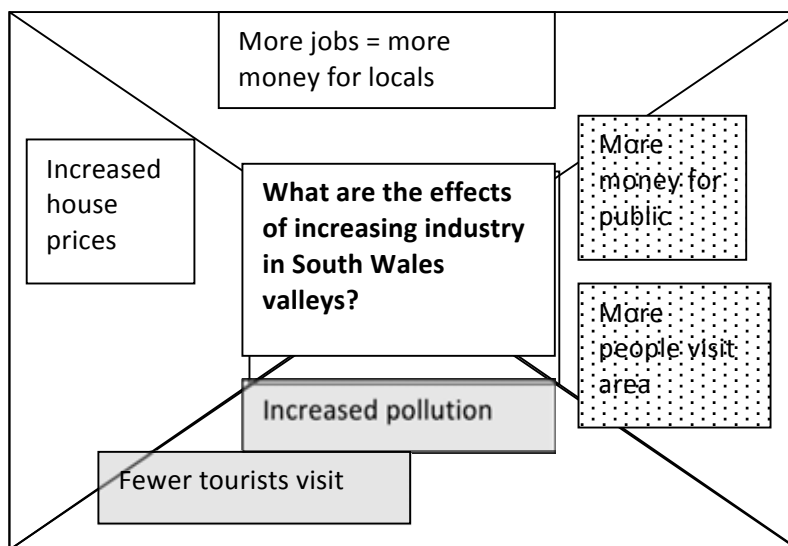 More jobs = more
money for locals
Increased
house
prices
What are the effects
of increasing industry
in South Wales
valleys?
More
money for
public
More
people visit
area
Increased pollution
Fewer tourists visit